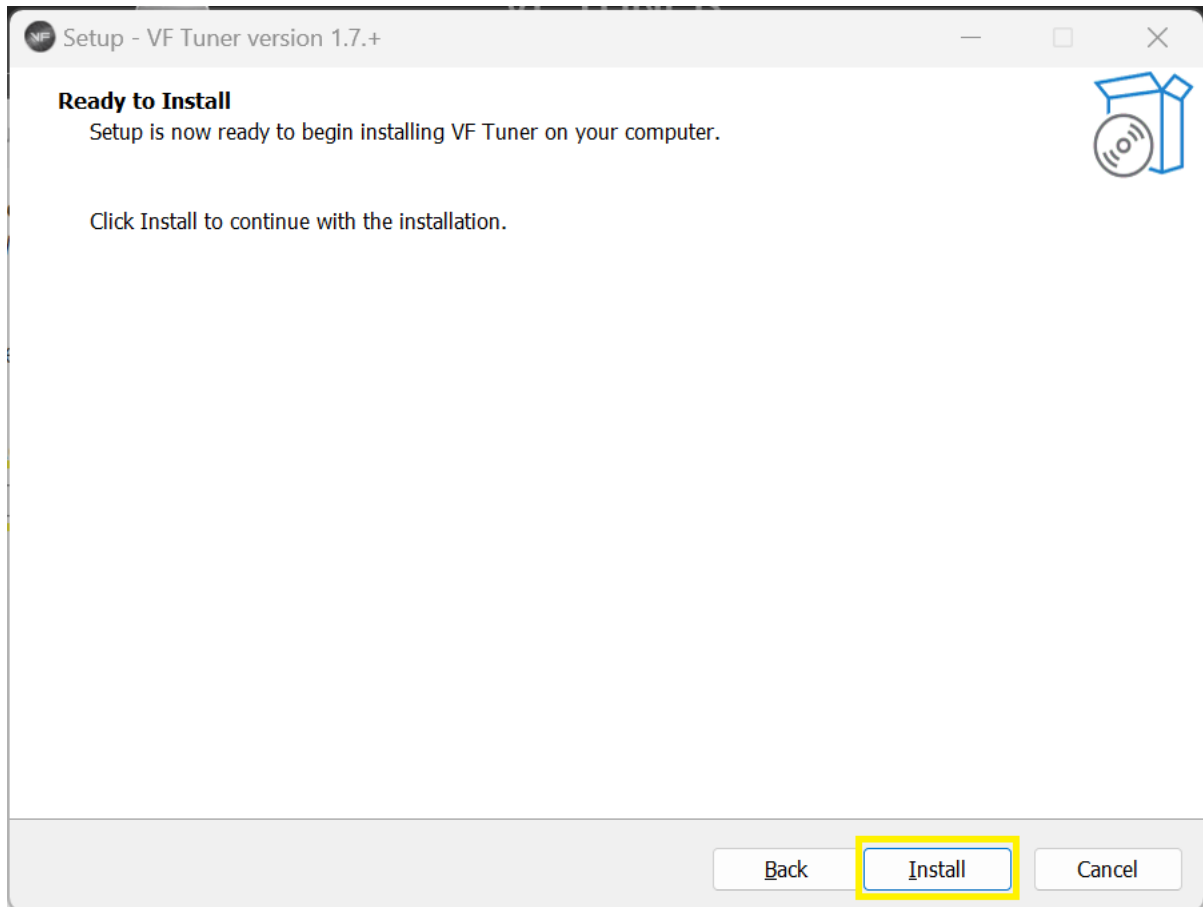 VF Setup - VF Tuner version 1.7.+
Ready to Install
Setup is now ready to begin installing VF Tuner on your computer.
Click Install to continue with the installation.
Back Install Cancel